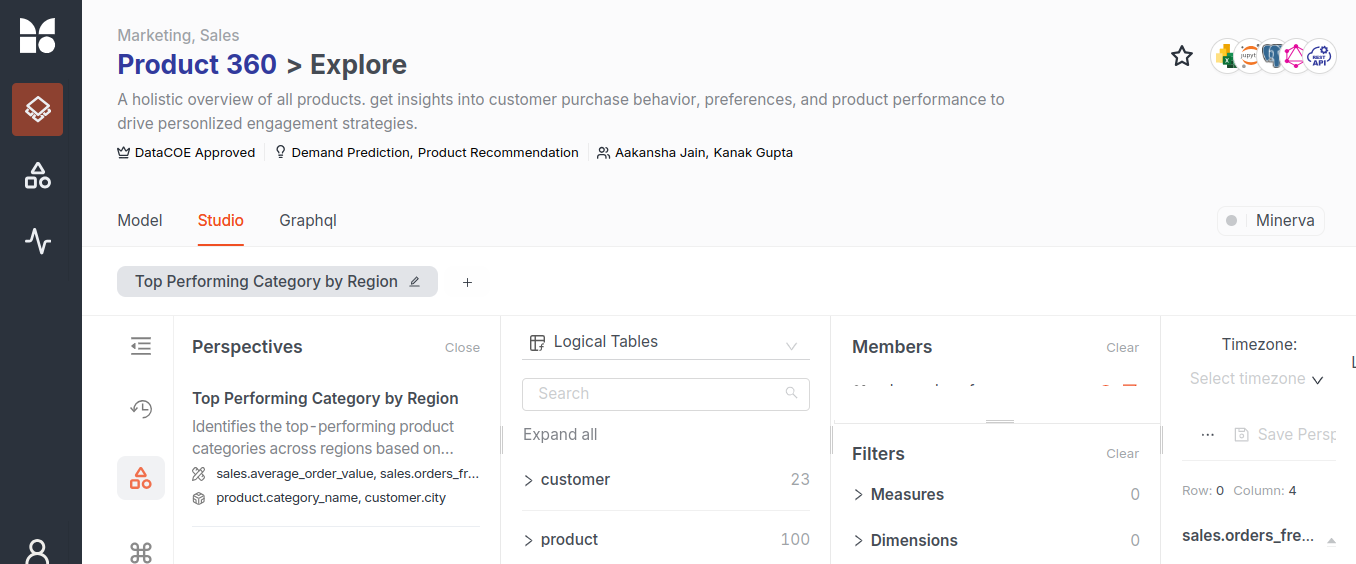 Marketing, Sales
Product 360 > Explore
A holistic overview of all products. get insights into customer purchase behavior, preferences, and product performance to
drive personlized engagement strategies.
DataCOE Approved
Demand Prediction, Product Recommendation
Aakansha Jain, Kanak Gupta
jupyt
REST
API
Model
Studio
Graphql
Minerva
Top Performing Category by Region
+
Perspectives
Close
Top Performing Category by Region
Identifies the top-performing product
categories across regions based on...
sales.average_order_value, sales.orders_fr...
product.category_name, customer.city
Logical Tables
Search
Expand all
customer 23
product 100
Members
Clear
Filters
Clear
Measures 0
Dimensions 0
Timezone:
Select timezone
... Save Persp
Row: 0 Column: 4
sales.orders_fre...